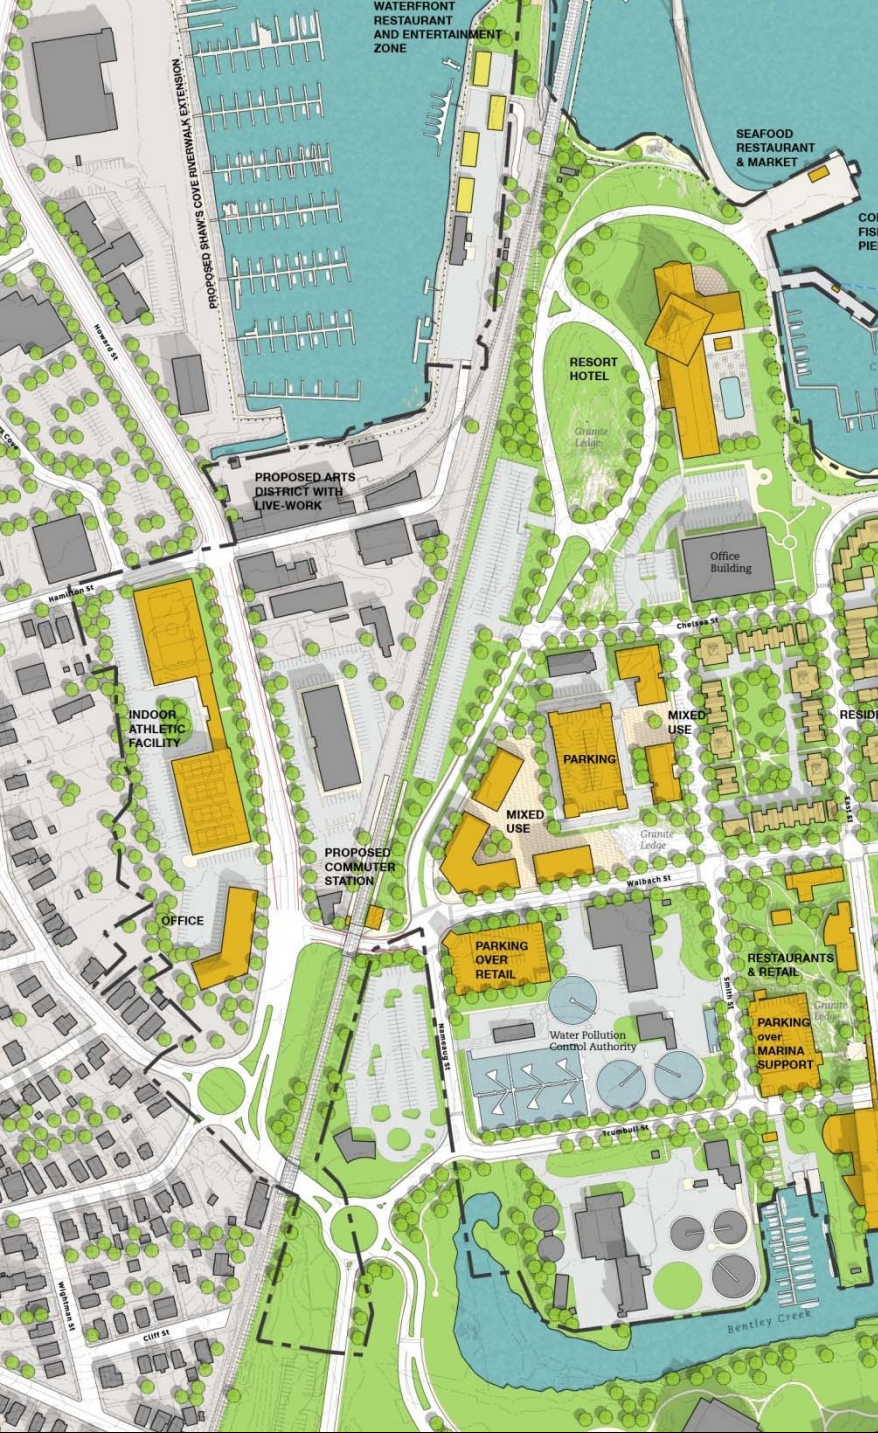 WATERFRONT
RESTAURANT
AND ENTERTAINMENT
ZONE
PROPOSED SHAW'S COVE RIVERWALK EXTENSION
SEAFOOD
RESTAURANT
& MARKET
Howard St
RESORT
HOTEL
Granite
Ledge
PROPOSED ARTS
DISTRICT WITH
LIVE-WORK
Office
Building
Hamilton St
Chelsea St
INDOOR
ATHLETIC
FACILITY
MIXED
USE
PARKING
MIXED
USE
Granite
Ledge
East St
PROPOSED
COMMUTER
STATION
Walbach St
OFFICE
PARKING
OVER
RETAIL
RESTAURANTS
& RETAIL
Smith St
Granite
Ledge
PARKING
over
MARINA
SUPPORT
Nameaug St
Water Pollution
Control Authority
Trumbull St
Wightman St
Cliff St
Bentley Creek